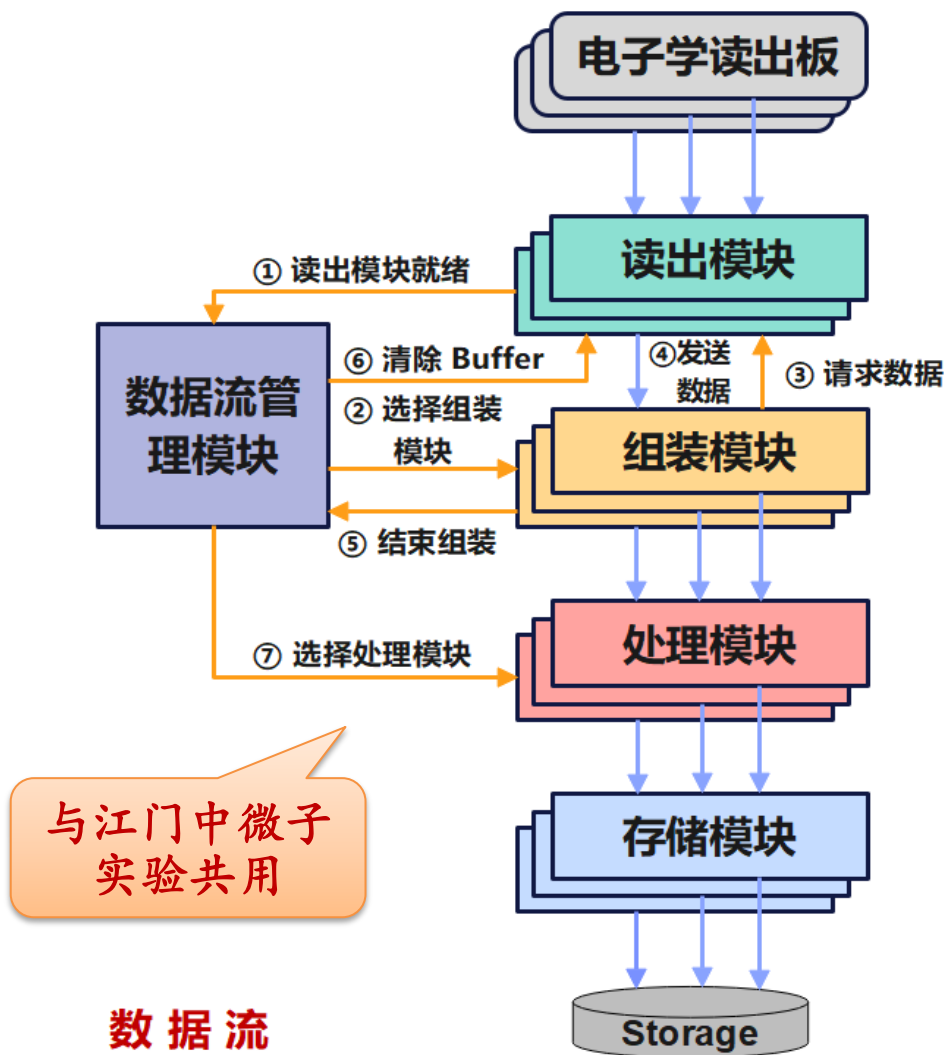 电子学读出板
读出模块
① 读出模块就绪
⑥ 清除 Buffer
④发送
数据
③ 请求数据
数据流管
理模块
② 选择组装
模块
组装模块
⑤ 结束组装
处理模块
⑦ 选择处理模块
与江门中微子
实验共用
存储模块
数据流
Storage